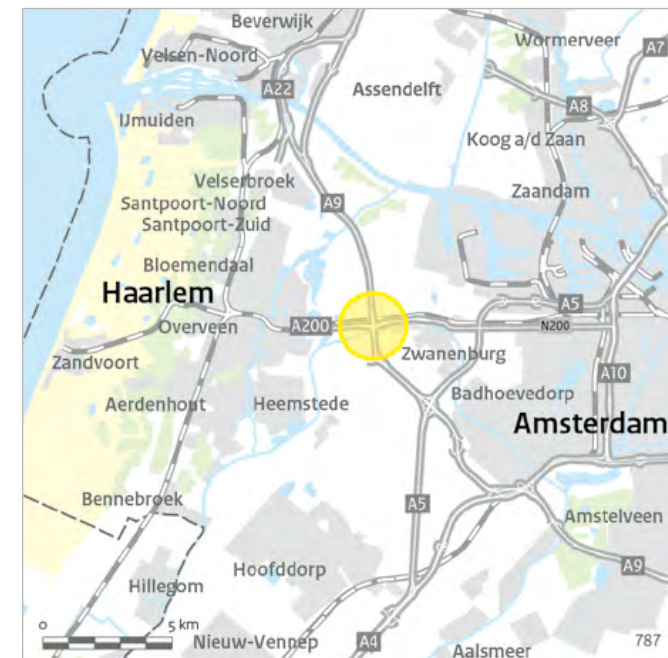 Beverwijk
Wormerveer
A7
Velsen-Noord
A22
Assendelft
A8
IJmuiden
Koog a/d Zaan
Velserbroek
Zaandam
Santpoort-Noord
A9
Santpoort-Zuid
Bloemendaal
Haarlem
A5
Overveen
A200
N200
Zwanenburg
Zandvoort
A10
Badhoevedorp
Aerdenhout
Heemstede
Amsterdam
Bennebroek
A5
Amstelveen
Hoofddorp
A9
Hillegom
0
5 km
Nieuw-Vennep
A4
Aalsmeer
787